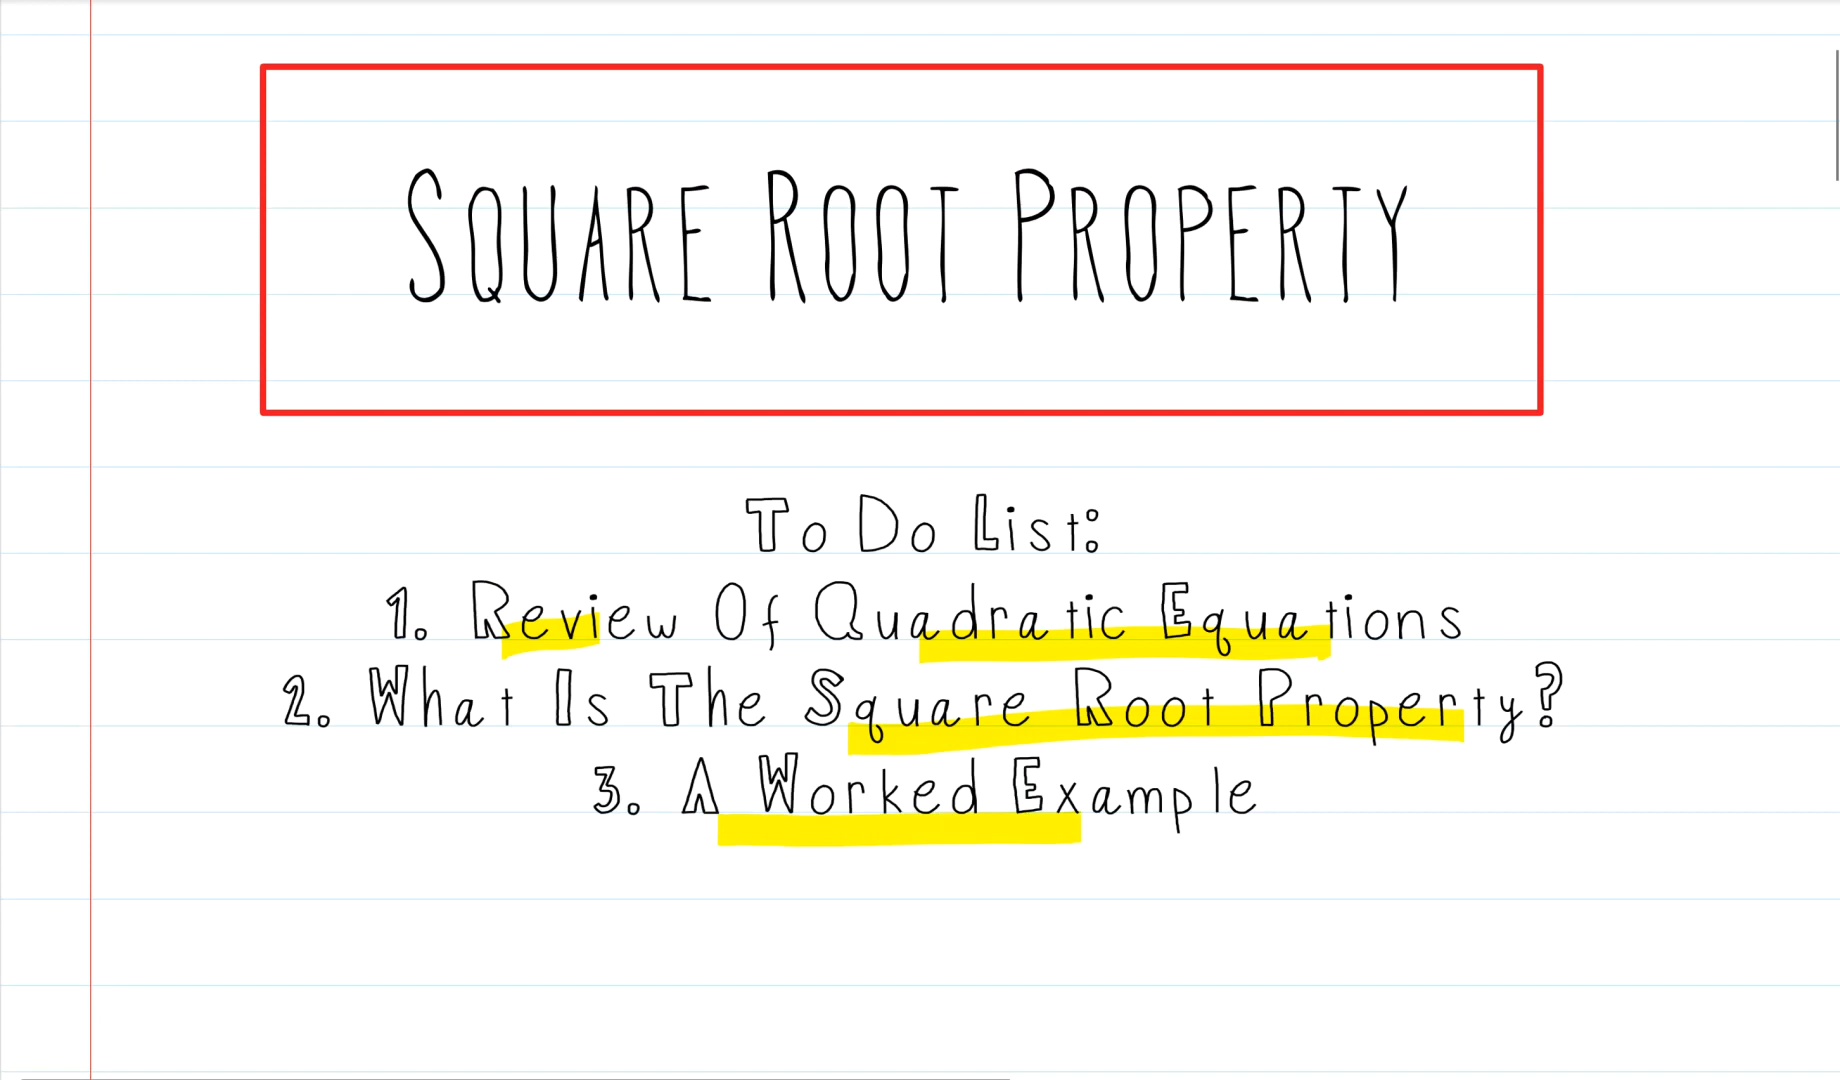 Square Root Property
To Do List:
1. Review Of Quadratic Equations
2. What Is The Square Root Property?
3. A Worked Example